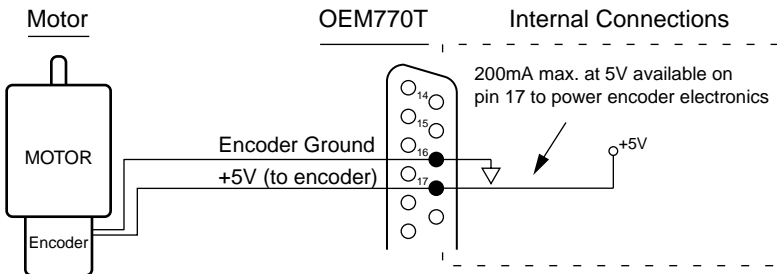 Motor
OEM770T
Internal Connections
200mA max. at 5V available on
pin 17 to power encoder electronics
14
15
16
17
Encoder Ground
+5V (to encoder)
+5V
MOTOR
Encoder